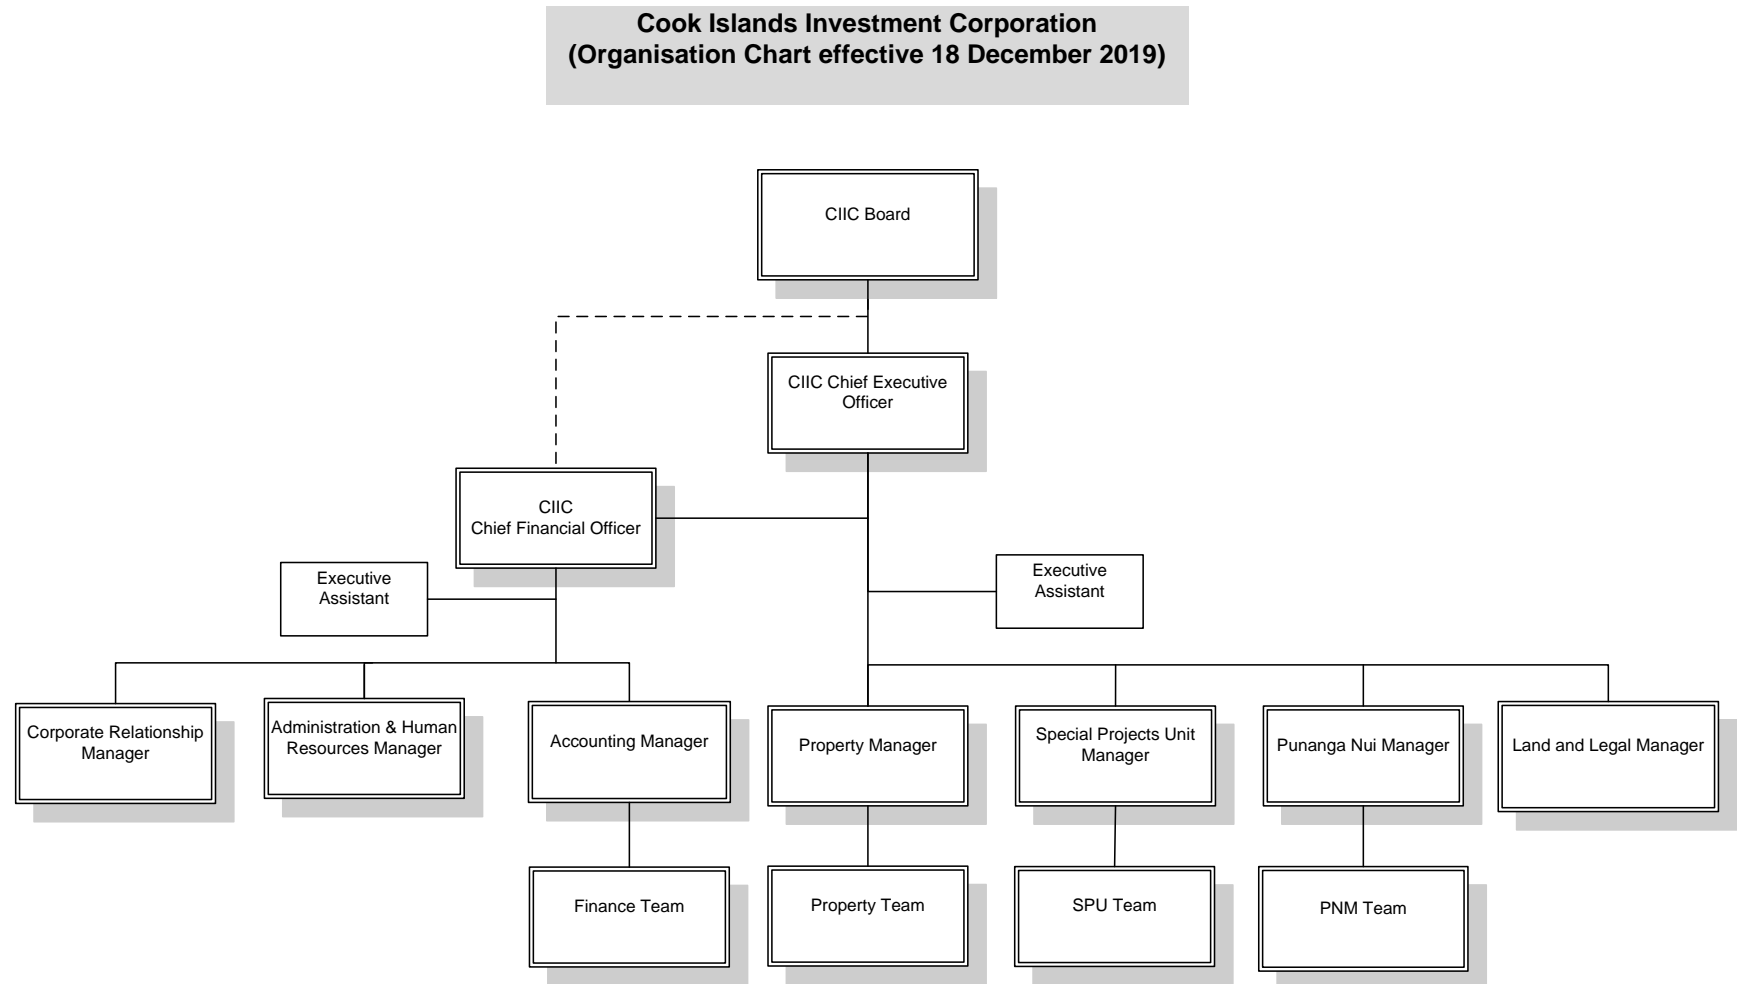 Cook Islands Investment Corporation
(Organisation Chart effective 18 December 2019)
CIIC Board
CIIC Chief Executive
Officer
CIIC
Chief Financial Officer
Executive
Assistant
Executive
Assistant
Corporate Relationship
Manager
Administration & Human
Resources Manager
Accounting Manager
Property Manager
Special Projects Unit
Manager
Punanga Nui Manager
Land and Legal Manager
Finance Team
Property Team
SPU Team
PNM Team